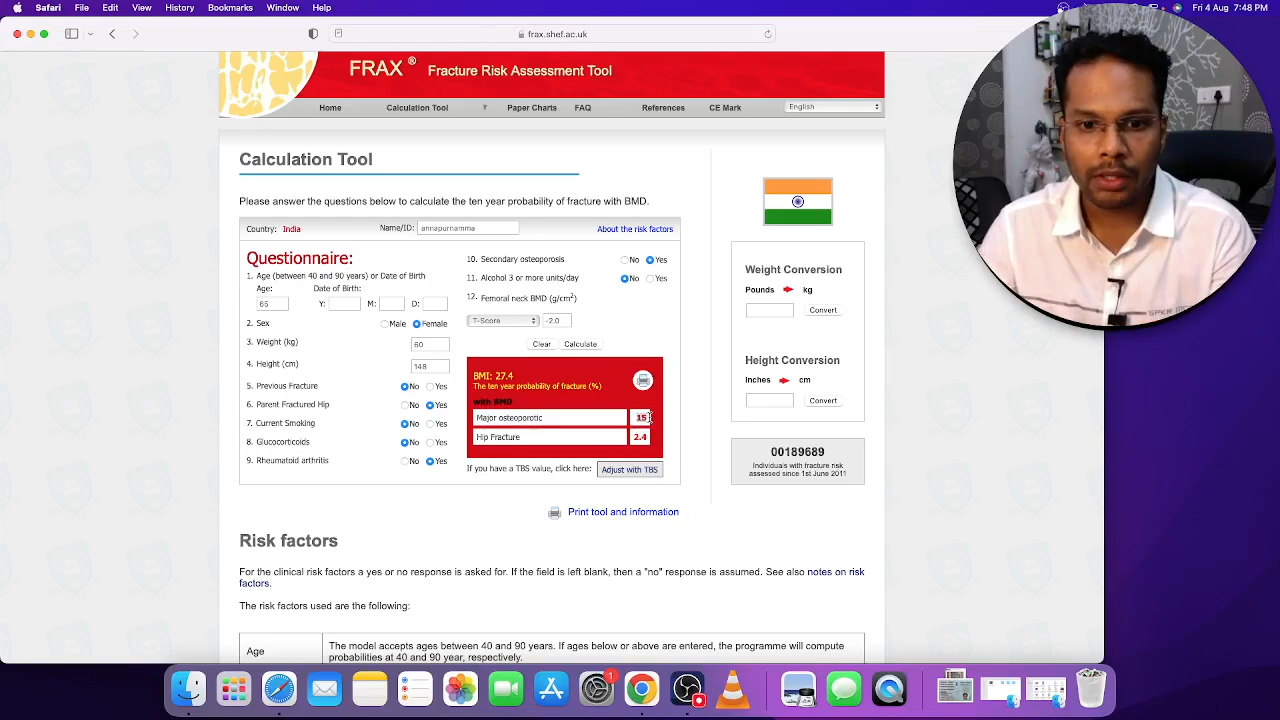 Safari File Edit View History Bookmarks Window Help
Fri 4 Aug 7:48 PM
frax.shef.ac.uk
FRAX ® Fracture Risk Assessment Tool
Home Calculation Tool ▼ Paper Charts FAQ References CE Mark English
Calculation Tool
Please answer the questions below to calculate the ten year probability of fracture with BMD.
Country: India Name/ID: annapurnamma About the risk factors
Questionnaire:
1. Age (between 40 and 90 years) or Date of Birth
Age: Date of Birth:
65 Y: M: D:
2. Sex Male Female
3. Weight (kg) 60
4. Height (cm) 148
5. Previous Fracture No Yes
6. Parent Fractured Hip No Yes
7. Current Smoking No Yes
8. Glucocorticoids No Yes
9. Rheumatoid arthritis No Yes
10. Secondary osteoporosis No Yes
11. Alcohol 3 or more units/day No Yes
12. Femoral neck BMD (g/cm²)
T-Score -2.0
Clear Calculate
BMI: 27.4
The ten year probability of fracture (%)
with BMD
Major osteoporotic 15
Hip Fracture 2.4
If you have a TBS value, click here: Adjust with TBS
Print tool and information
Weight Conversion
Pounds kg
Convert
Height Conversion
Inches cm
Convert
00189689
Individuals with fracture risk
assessed since 1st June 2011
Risk factors
For the clinical risk factors a yes or no response is asked for. If the field is left blank, then a "no" response is assumed. See also notes on risk
factors.
The risk factors used are the following:
Age
The model accepts ages between 40 and 90 years. If ages below or above are entered, the programme will compute
probabilities at 40 and 90 year, respectively.
1